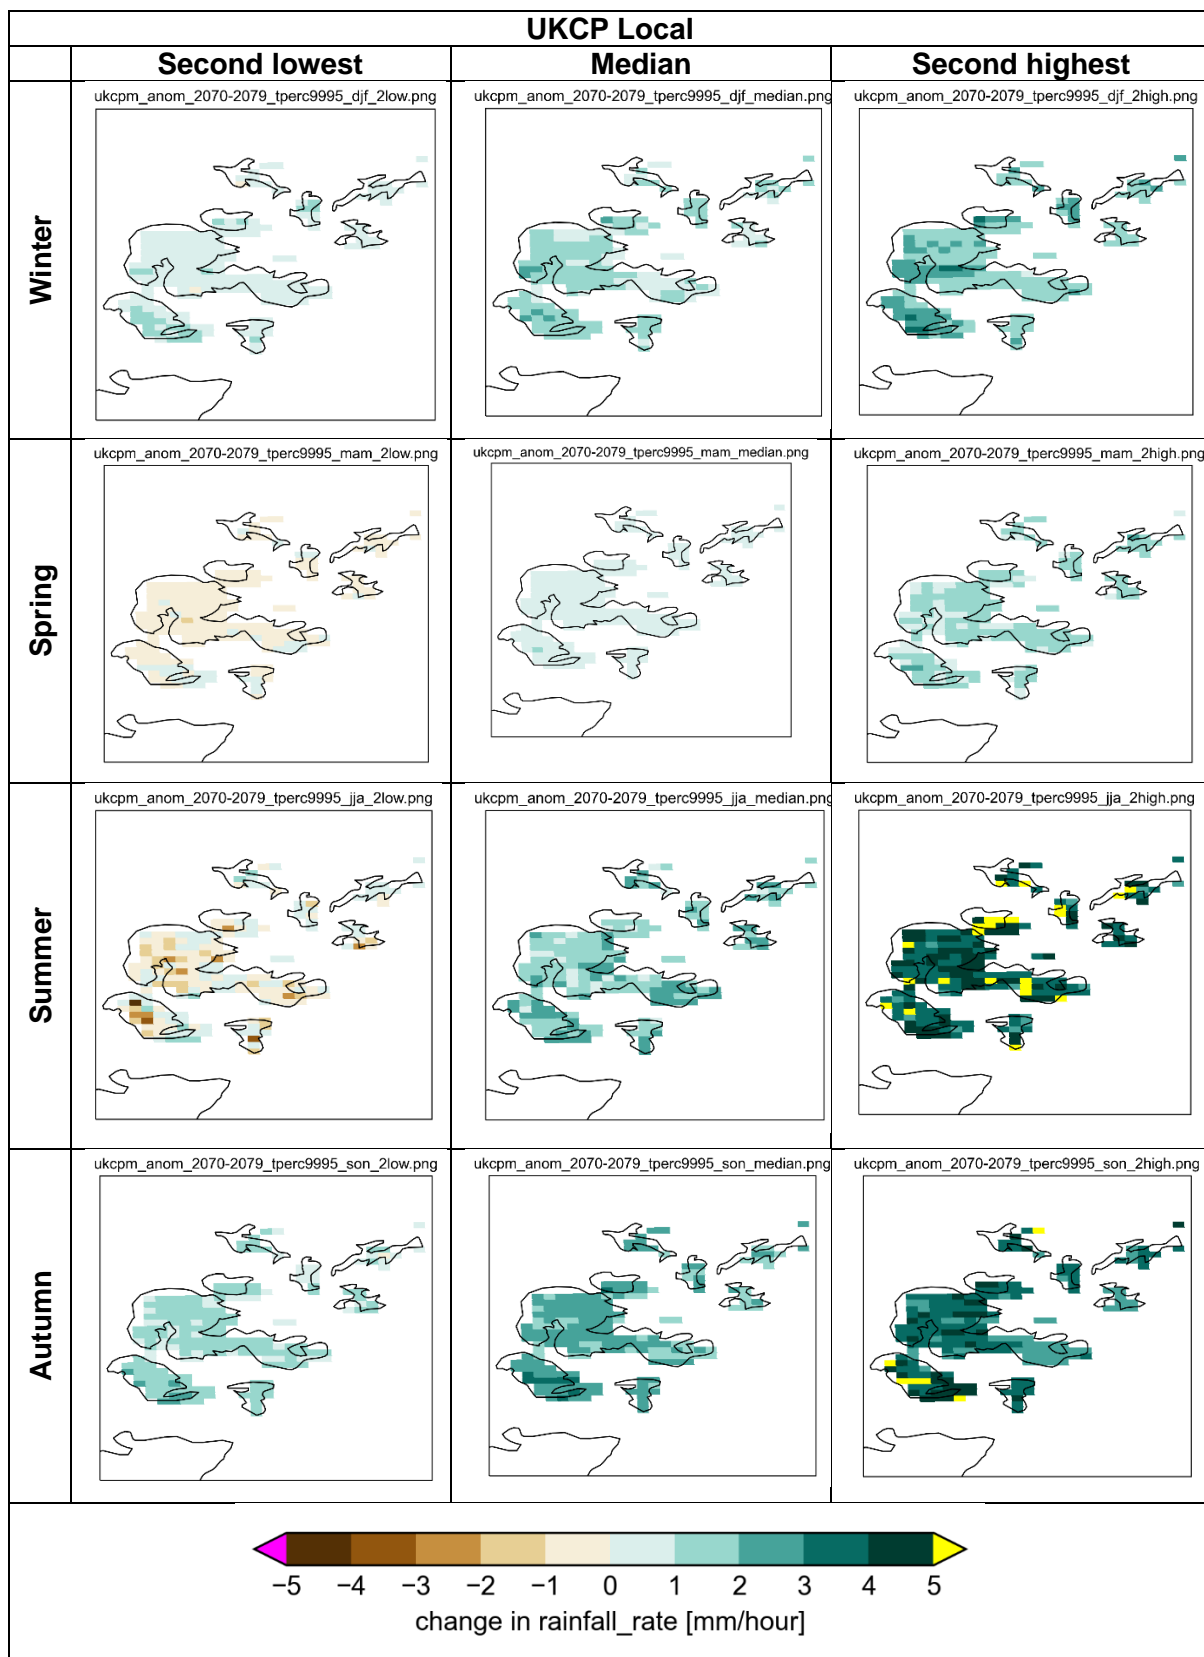 UKCP Local
Second lowest Median Second highest
Winter
ukcpm_anom_2070-2079_tperc9995_djf_2low.png ukcpm_anom_2070-2079_tperc9995_djf_median.png ukcpm_anom_2070-2079_tperc9995_djf_2high.png
Spring
ukcpm_anom_2070-2079_tperc9995_mam_2low.png ukcpm_anom_2070-2079_tperc9995_mam_median.png ukcpm_anom_2070-2079_tperc9995_mam_2high.png
Summer
ukcpm_anom_2070-2079_tperc9995_jja_2low.png ukcpm_anom_2070-2079_tperc9995_jja_median.png ukcpm_anom_2070-2079_tperc9995_jja_2high.png
Autumn
ukcpm_anom_2070-2079_tperc9995_son_2low.png ukcpm_anom_2070-2079_tperc9995_son_median.png ukcpm_anom_2070-2079_tperc9995_son_2high.png
−5 −4 −3 −2 −1 0 1 2 3 4 5
change in rainfall_rate [mm/hour]